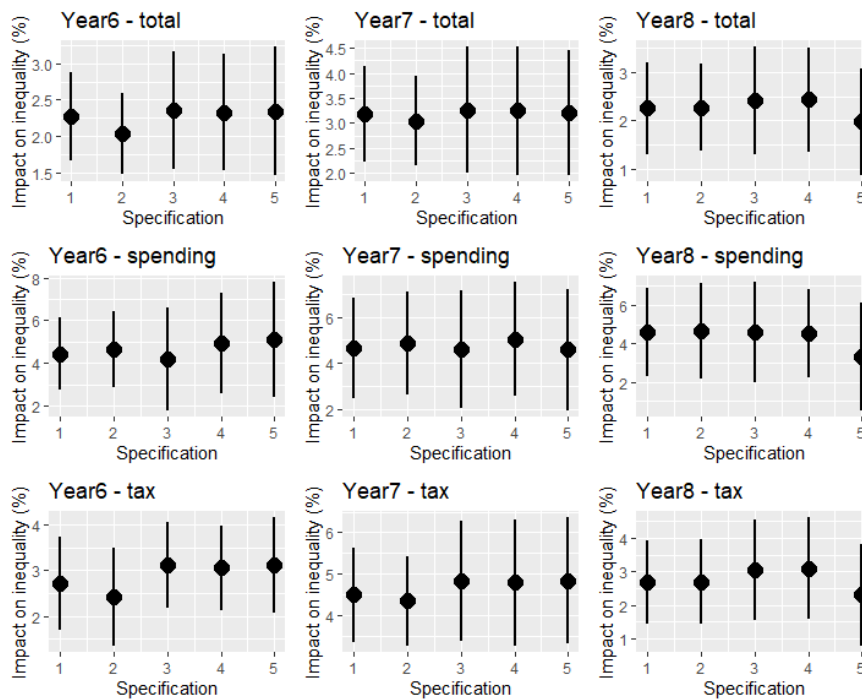 Year6 - total
Impact on inequality (%)
3.0
2.5
2.0
1.5
1 2 3 4 5
Specification
Year7 - total
Impact on inequality (%)
4.5
4.0
3.5
3.0
2.5
2.0
1 2 3 4 5
Specification
Year8 - total
Impact on inequality (%)
3
2
1
1 2 3 4 5
Specification
Year6 - spending
Impact on inequality (%)
8
6
4
2
1 2 3 4 5
Specification
Year7 - spending
Impact on inequality (%)
6
4
2
1 2 3 4 5
Specification
Year8 - spending
Impact on inequality (%)
6
4
2
1 2 3 4 5
Specification
Year6 - tax
Impact on inequality (%)
4
3
2
1 2 3 4 5
Specification
Year7 - tax
Impact on inequality (%)
6
5
4
1 2 3 4 5
Specification
Year8 - tax
Impact on inequality (%)
4
3
2
1
1 2 3 4 5
Specification